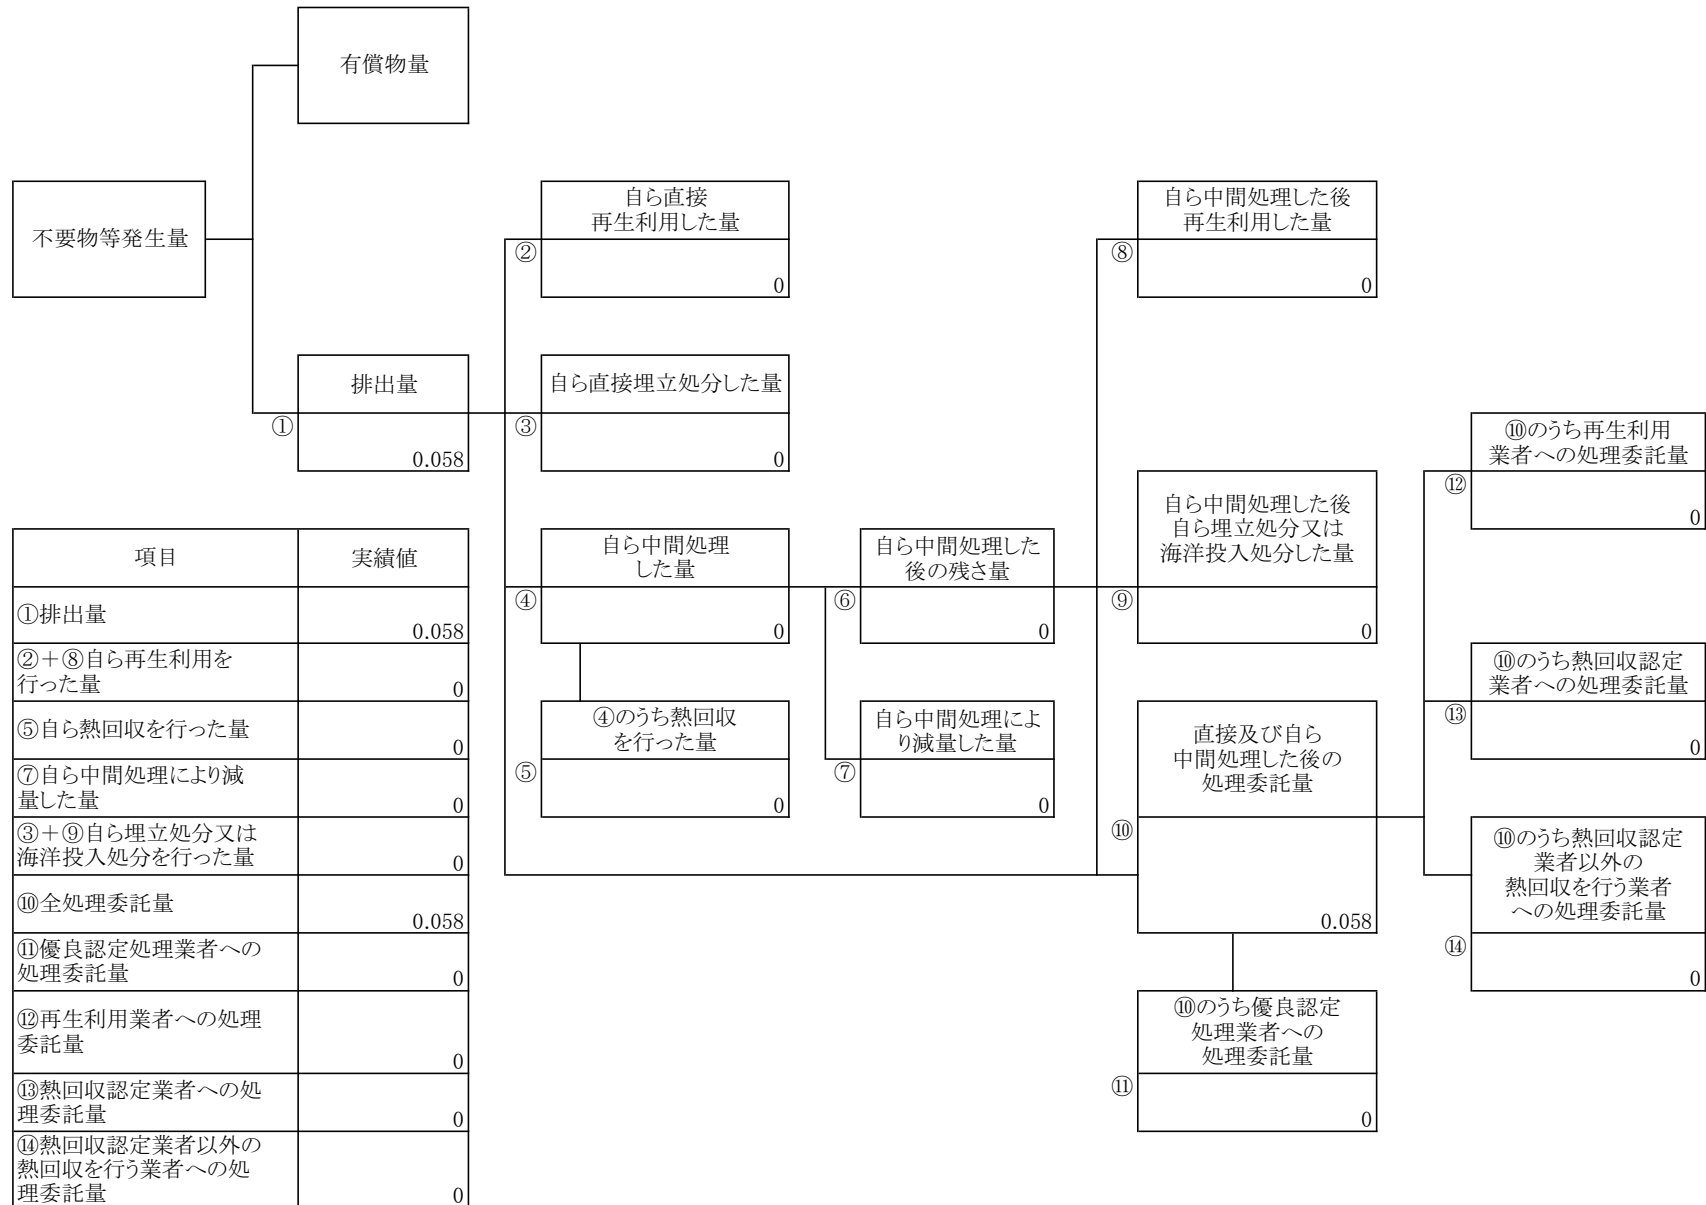 有償物量
不要物等発生量
排出量
①
0.058
自ら直接
再生利用した量
②
0
自ら直接埋立処分した量
③
0
自ら中間処理
した量
④
0
④のうち熱回収
を行った量
⑤
0
自ら中間処理した
後の残さ量
⑥
0
自ら中間処理によ
り減量した量
⑦
0
自ら中間処理した後
再生利用した量
⑧
0
自ら中間処理した後
自ら埋立処分又は
海洋投入処分した量
⑨
0
直接及び自ら
中間処理した後の
処理委託量
⑩
0.058
⑩のうち優良認定
処理業者への
処理委託量
⑪
0
⑩のうち再生利用
業者への処理委託量
⑫
0
⑩のうち熱回収認定
業者への処理委託量
⑬
0
⑩のうち熱回収認定
業者以外の
熱回収を行う業者
への処理委託量
⑭
0
項目 実績値
①排出量
0.058
②+⑧自ら再生利用を
行った量 0
⑤自ら熱回収を行った量
0
⑦自ら中間処理により減
量した量 0
③+⑨自ら埋立処分又は
海洋投入処分を行った量 0
⑩全処理委託量
0.058
⑪優良認定処理業者への
処理委託量 0
⑫再生利用業者への処理
委託量
0
⑬熱回収認定業者への処
理委託量 0
⑭熱回収認定業者以外の
熱回収を行う業者への処
理委託量 0